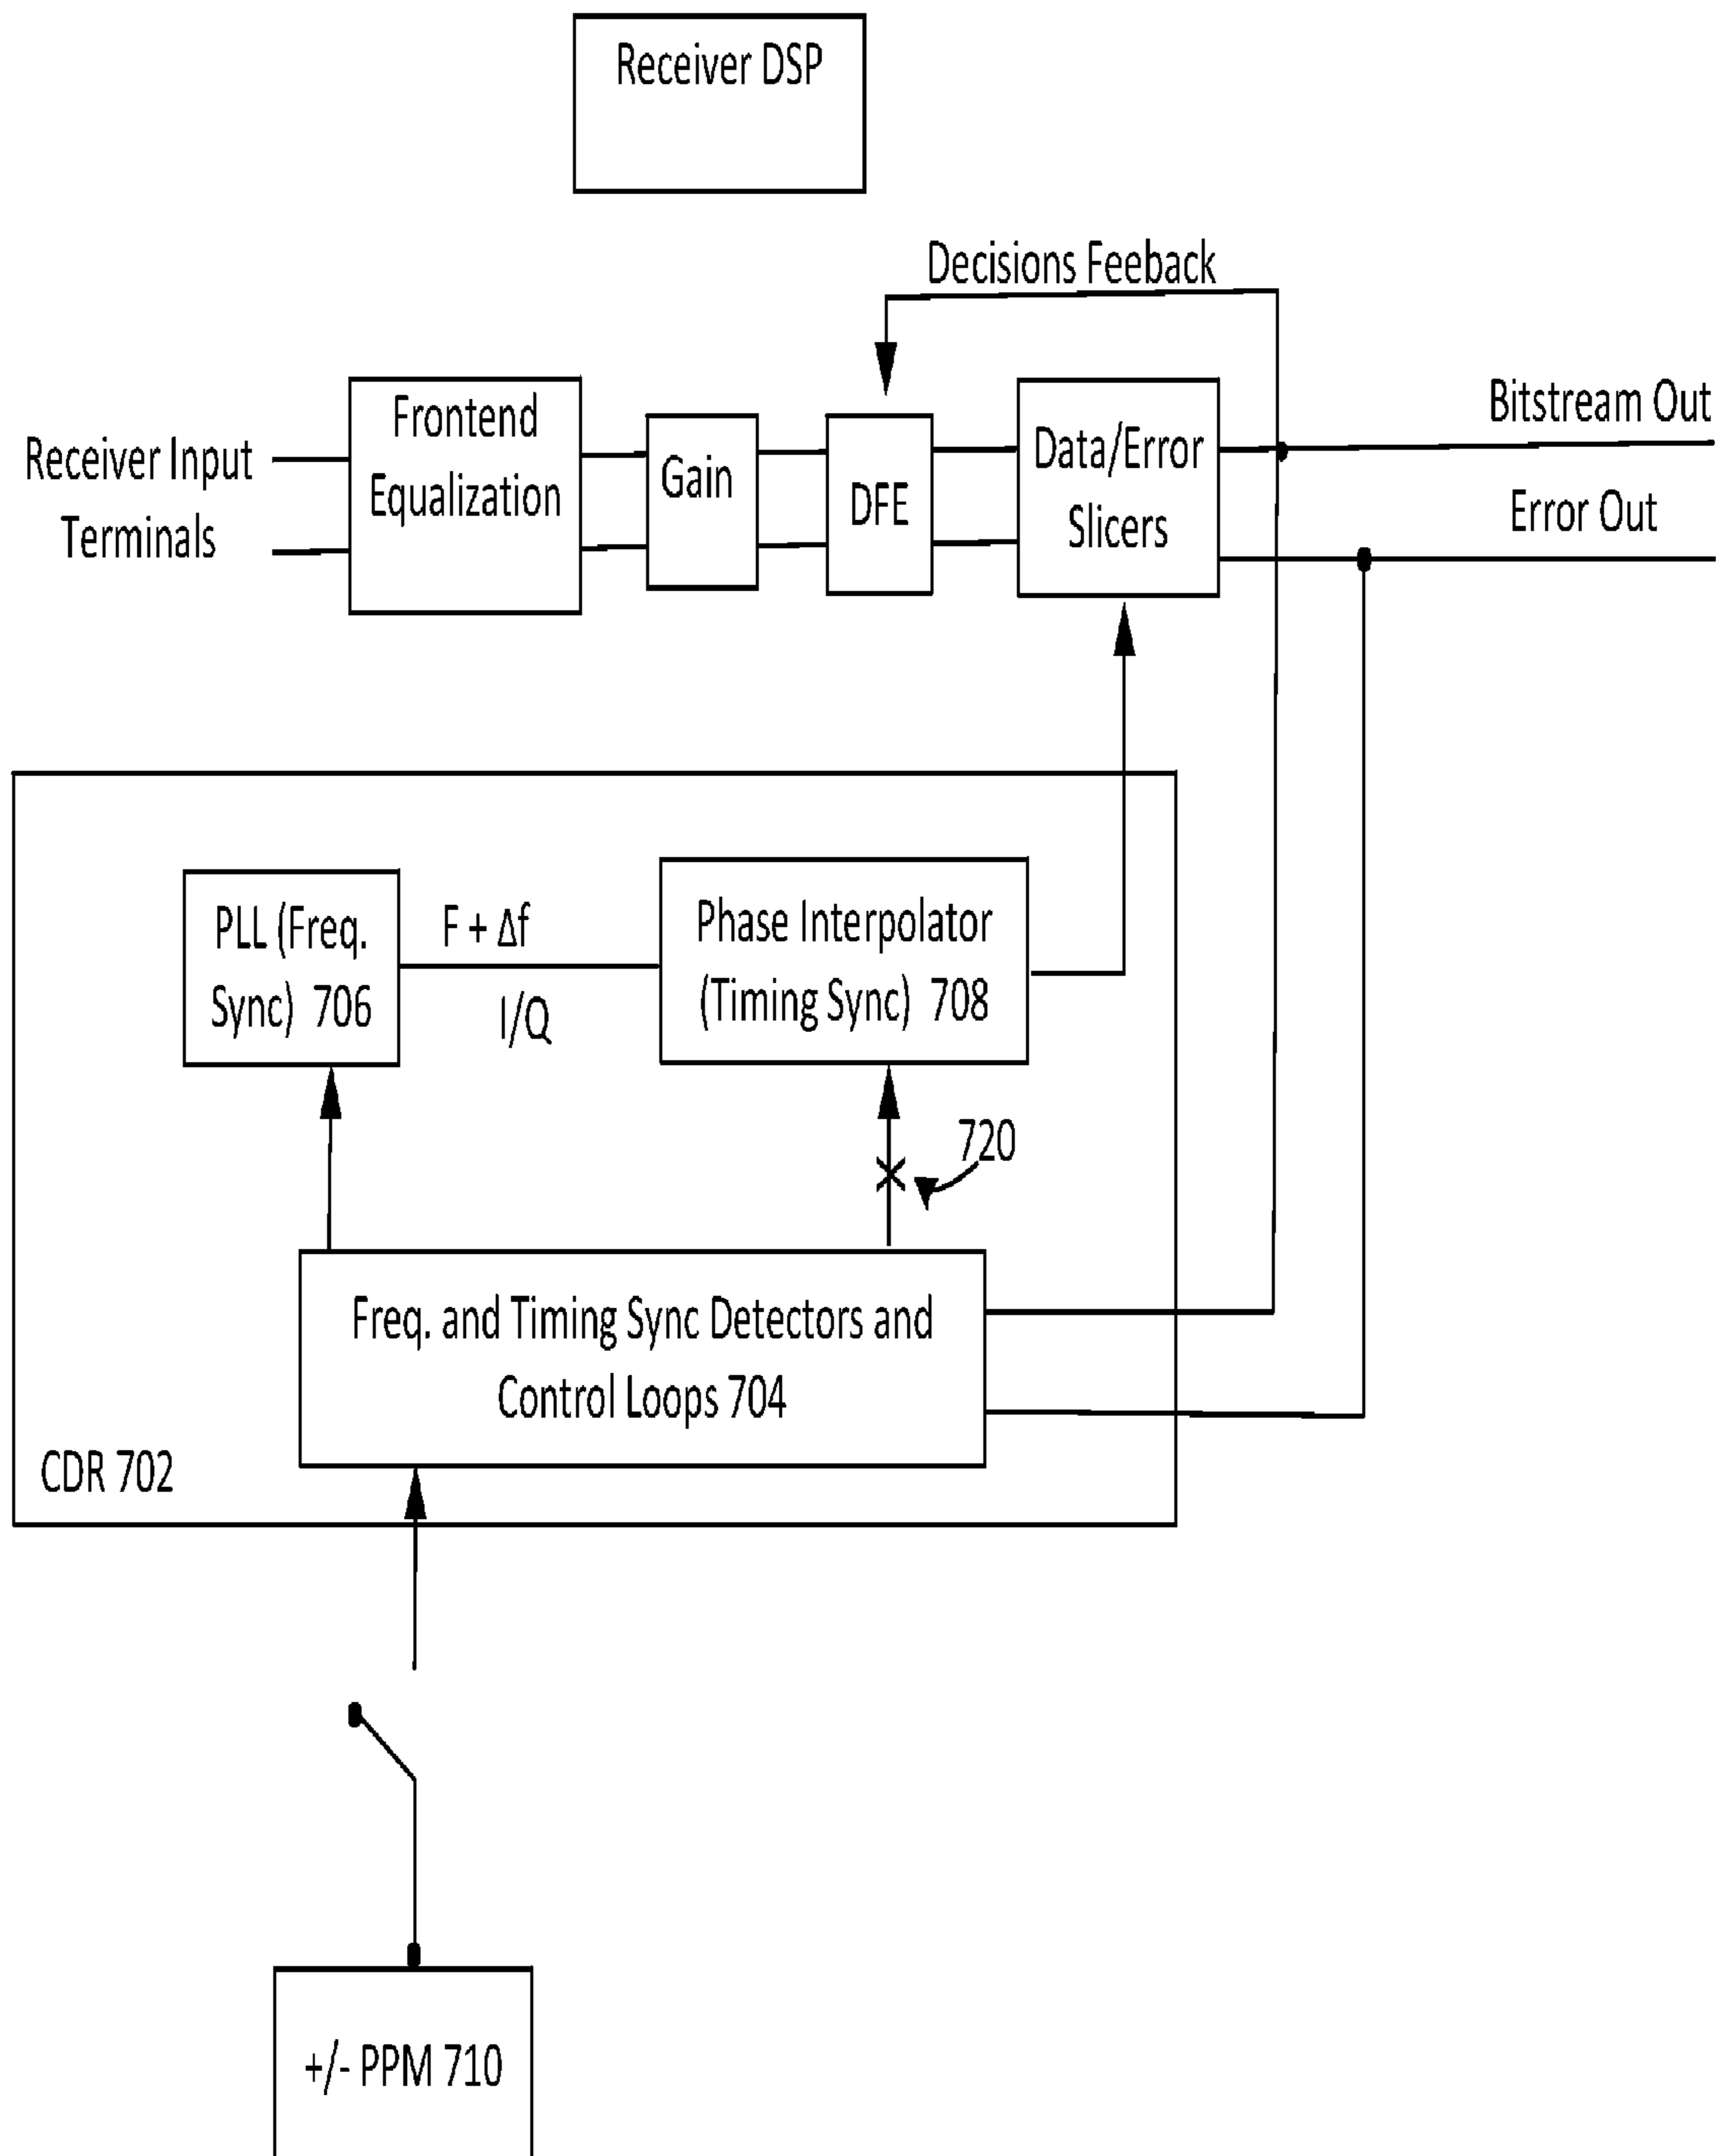 Receiver DSP
Decisions Feeback
Receiver Input
Terminals
Frontend
Equalization
Gain
DFE
Data/Error
Slicers
Bitstream Out
Error Out
PLL (Freq.
Sync) 706
F + Δf
I/Q
Phase Interpolator
(Timing Sync) 708
720
Freq. and Timing Sync Detectors and
Control Loops 704
CDR 702
+/- PPM 710